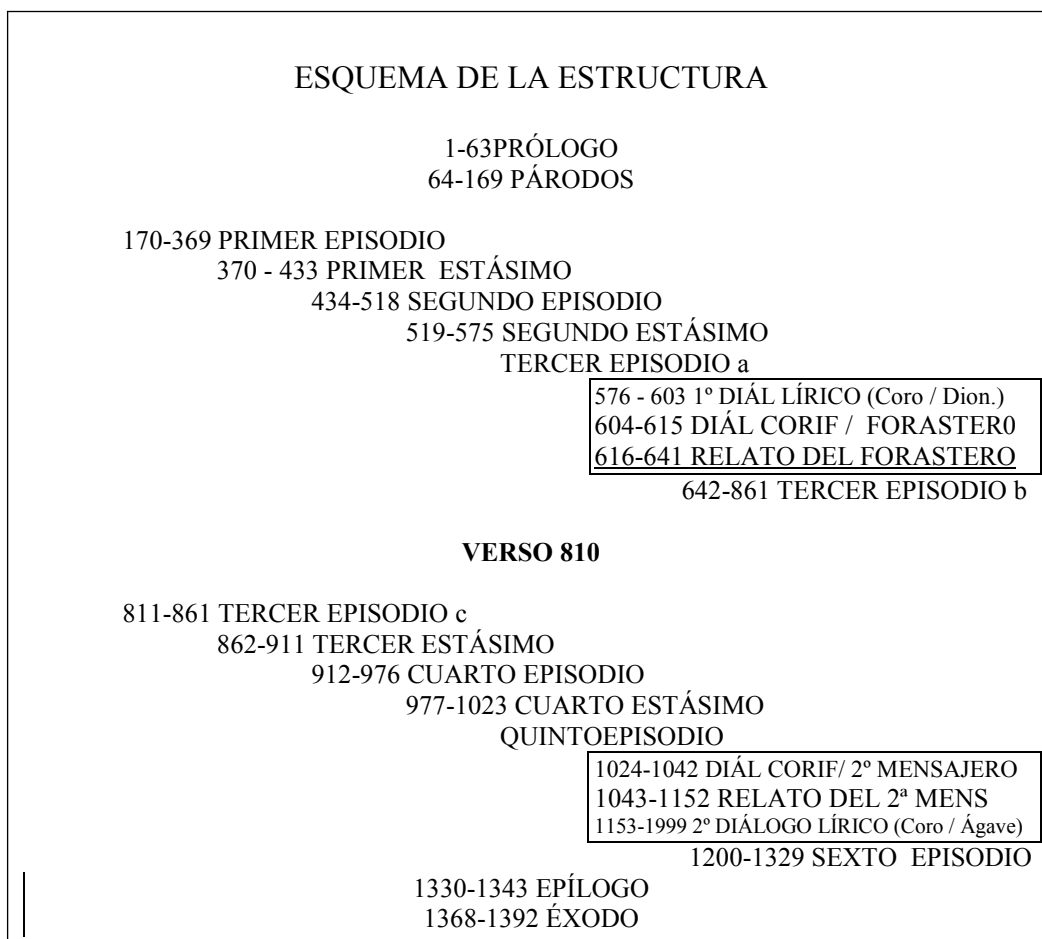 ESQUEMA DE LA ESTRUCTURA
1-63PRÓLOGO
64-169 PÁRODOS
170-369 PRIMER EPISODIO
370 - 433 PRIMER ESTÁSIMO
434-518 SEGUNDO EPISODIO
519-575 SEGUNDO ESTÁSIMO
TERCER EPISODIO a
576 - 603 1º DIÁL LÍRICO (Coro / Dion.)
604-615 DIÁL CORIF / FORASTER0
616-641 RELATO DEL FORASTERO
642-861 TERCER EPISODIO b
VERSO 810
811-861 TERCER EPISODIO c
862-911 TERCER ESTÁSIMO
912-976 CUARTO EPISODIO
977-1023 CUARTO ESTÁSIMO
QUINTOEPISODIO
1024-1042 DIÁL CORIF/ 2º MENSAJERO
1043-1152 RELATO DEL 2ª MENS
1153-1999 2º DIÁLOGO LÍRICO (Coro / Ágave)
1200-1329 SEXTO EPISODIO
1330-1343 EPÍLOGO
1368-1392 ÉXODO